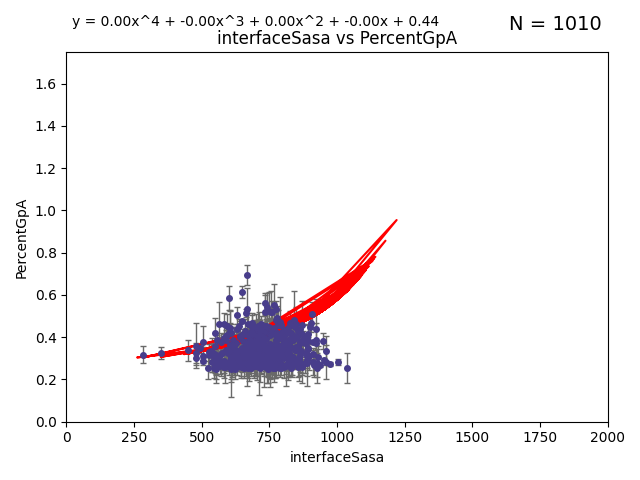 y = 0.00x^4 + -0.00x^3 + 0.00x^2 + -0.00x + 0.44
N = 1010
interfaceSasa vs PercentGpA
PercentGpA
1.6
1.4
1.2
1.0
0.8
0.6
0.4
0.2
0.0
0 250 500 750 1000 1250 1500 1750 2000
interfaceSasa